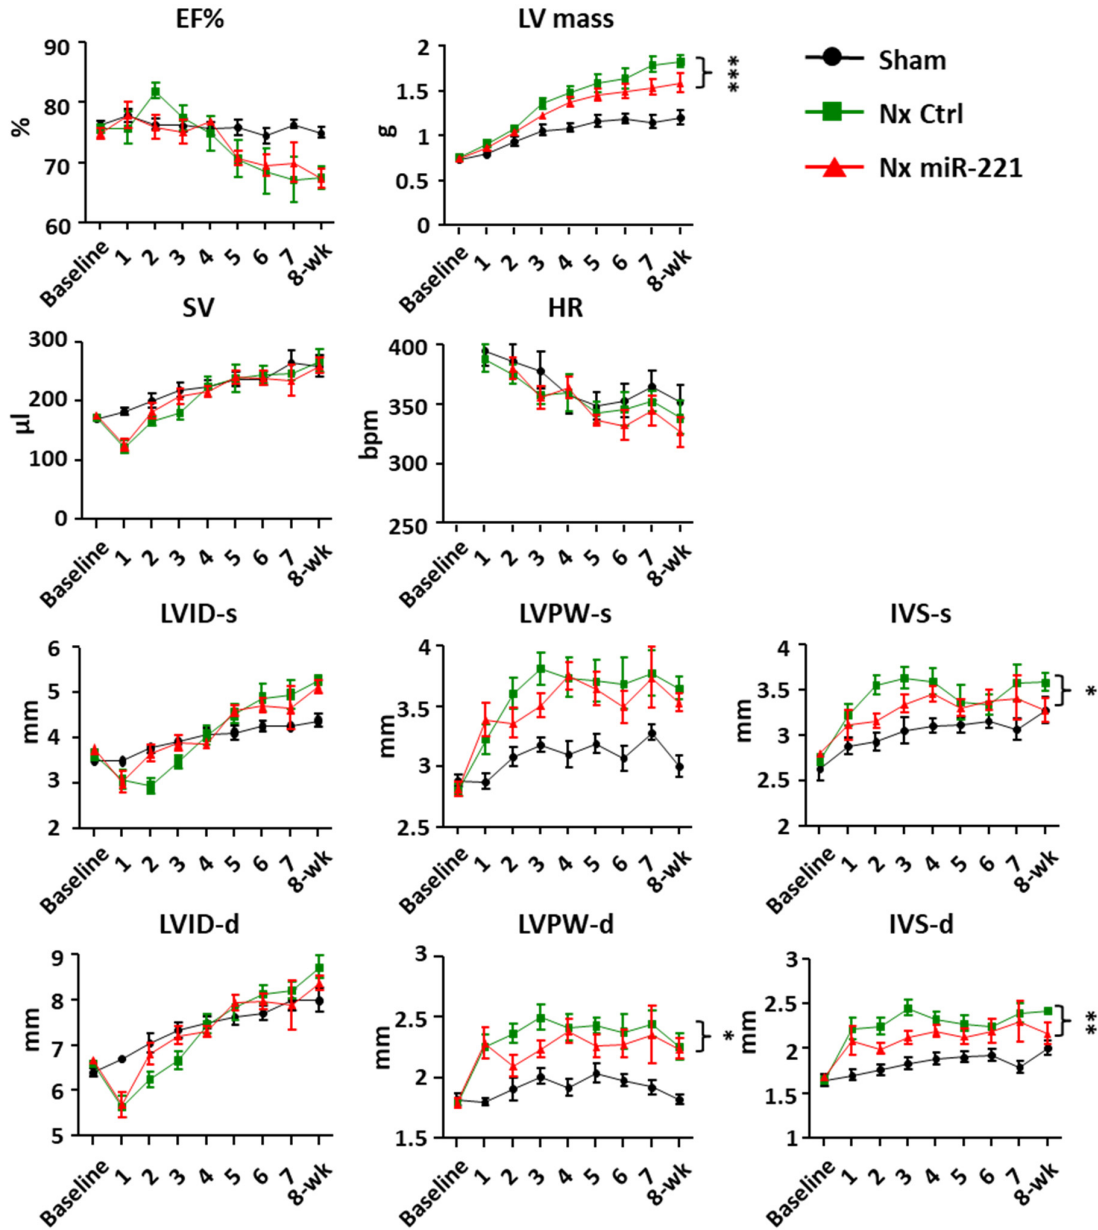 EF%
90
80
70
60
%
Baseline 1 2 3 4 5 6 7 8-wk
LV mass
2
1.5
1
0.5
0
g
***
Baseline 1 2 3 4 5 6 7 8-wk
Sham
Nx Ctrl
Nx miR-221
SV
300
200
100
0
µl
Baseline 1 2 3 4 5 6 7 8-wk
HR
400
350
300
250
bpm
Baseline 1 2 3 4 5 6 7 8-wk
LVID-s
6
5
4
3
2
mm
Baseline 1 2 3 4 5 6 7 8-wk
LVPW-s
4
3.5
3
2.5
mm
Baseline 1 2 3 4 5 6 7 8-wk
IVS-s
4
3.5
3
2.5
2
mm
*
Baseline 1 2 3 4 5 6 7 8-wk
LVID-d
9
8
7
6
5
mm
Baseline 1 2 3 4 5 6 7 8-wk
LVPW-d
3
2.5
2
1.5
mm
*
Baseline 1 2 3 4 5 6 7 8-wk
IVS-d
3
2.5
2
1.5
1
mm
**
Baseline 1 2 3 4 5 6 7 8-wk